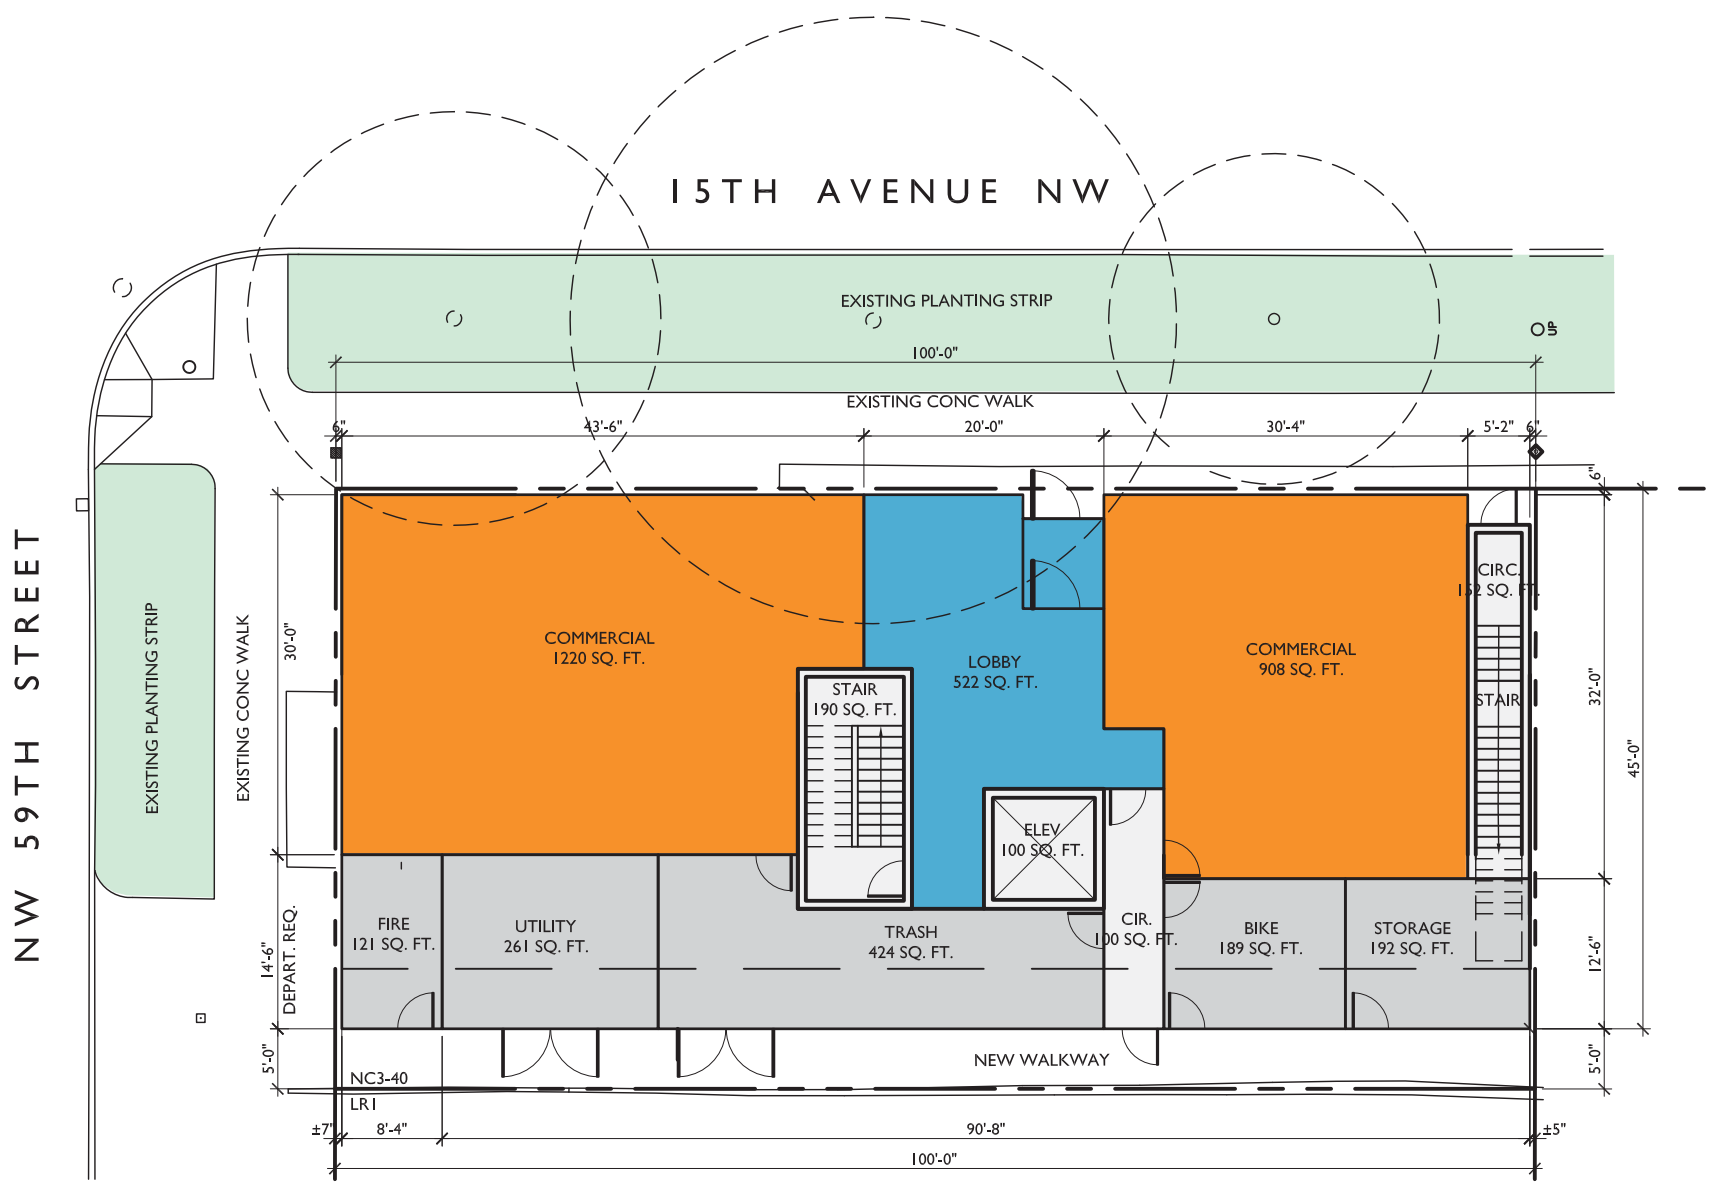 15TH AVENUE NW
EXISTING PLANTING STRIP
UP
100'-0"
EXISTING CONC WALK
6"
43'-6"
20'-0"
30'-4"
5'-2"
6"
6"
NW 59TH STREET
EXISTING PLANTING STRIP
EXISTING CONC WALK
30'-0"
COMMERCIAL
1220 SQ. FT.
STAIR
190 SQ. FT.
LOBBY
522 SQ. FT.
COMMERCIAL
908 SQ. FT.
CIRC.
152 SQ. FT.
STAIR
32'-0"
45'-0"
ELEV
100 SQ. FT.
14'-6"
DEPART. REQ.
FIRE
121 SQ. FT.
UTILITY
261 SQ. FT.
TRASH
424 SQ. FT.
CIR.
100 SQ. FT.
BIKE
189 SQ. FT.
STORAGE
192 SQ. FT.
12'-6"
5'-0"
NEW WALKWAY
5'-0"
NC3-40
LR1
±7"
8'-4"
90'-8"
±5"
100'-0"